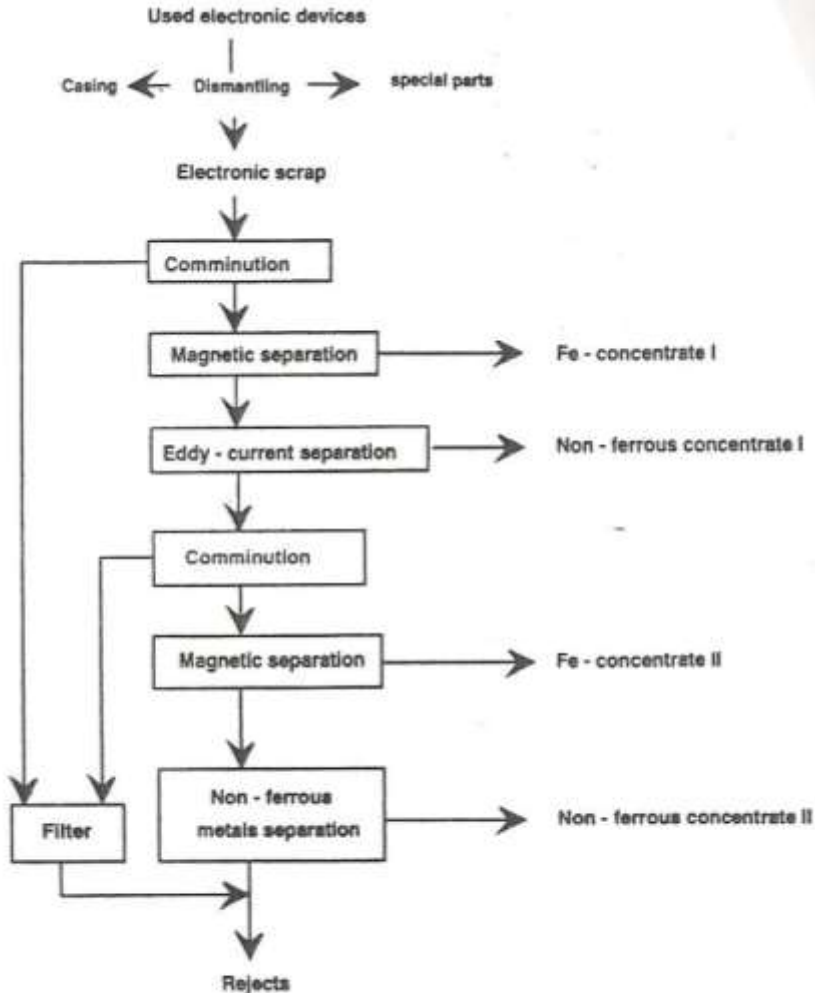 Used electronic devices
Casing Dismantling special parts
Electronic scrap
Comminution
Magnetic separation Fe - concentrate I
Eddy - current separation Non - ferrous concentrate I
Comminution
Magnetic separation Fe - concentrate II
Non - ferrous
metals separation Non - ferrous concentrate II
Filter
Rejects